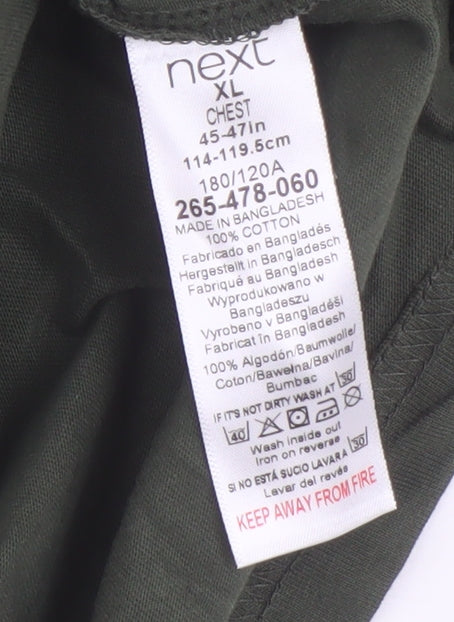 next
XL
CHEST
45-47in
114-119.5cm
180/120A
265-478-060
MADE IN BANGLADESH
100% COTTON
Fabricado en Bangladés
Hergestellt in Bangladesch
Fabriqué au Bangladesh
Wyprodukowano w
Bangladeszu
Vyrobeno v Bangladéši
Fabricat în Bangladesh
100% Algodón/Baumwolle/
Coton/Bawełna/Bavlna/
Bumbac
IF IT'S NOT DIRTY WASH AT 30
40
Wash inside out
Iron on reverse
SI NO ESTÁ SUCIO LAVAR A 30
Lavar del revés
KEEP AWAY FROM FIRE